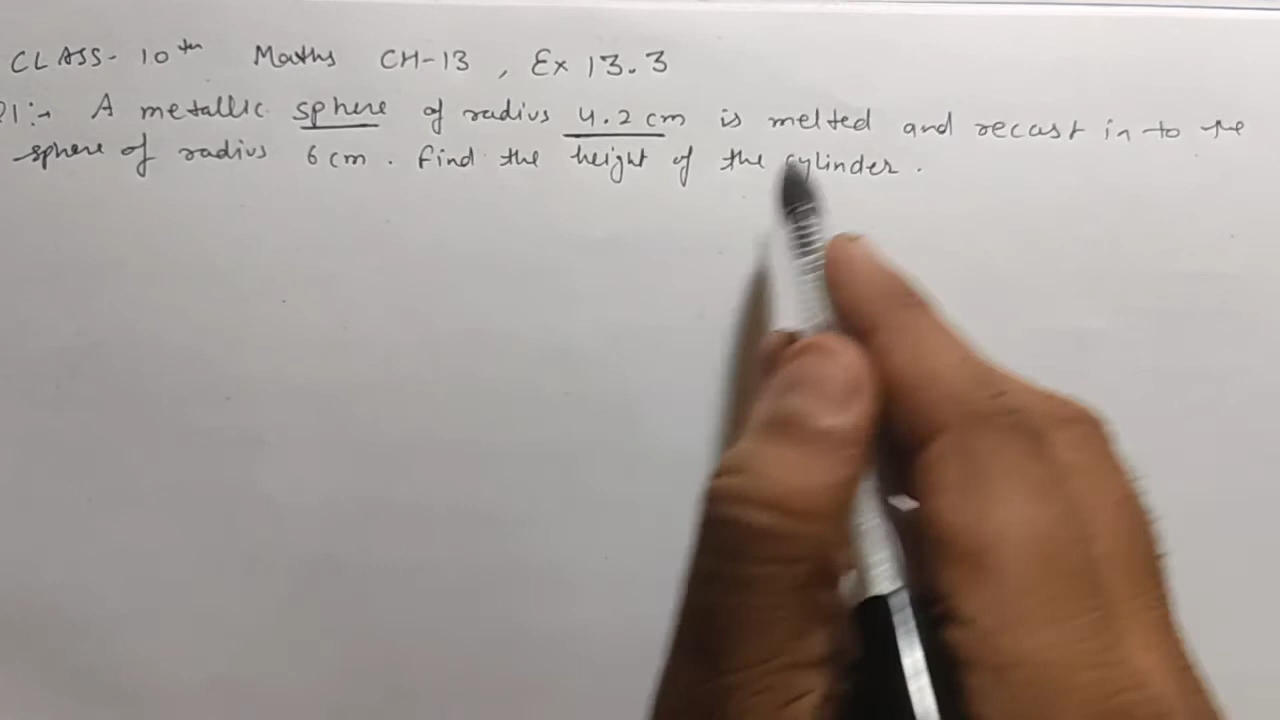 CLASS- 10th Maths CH-13, Ex 13.3
Q1:→ A metallic sphere of radius 4.2 cm is melted and recast in to the
sphere of radius 6 cm. find the height of the cylinder.